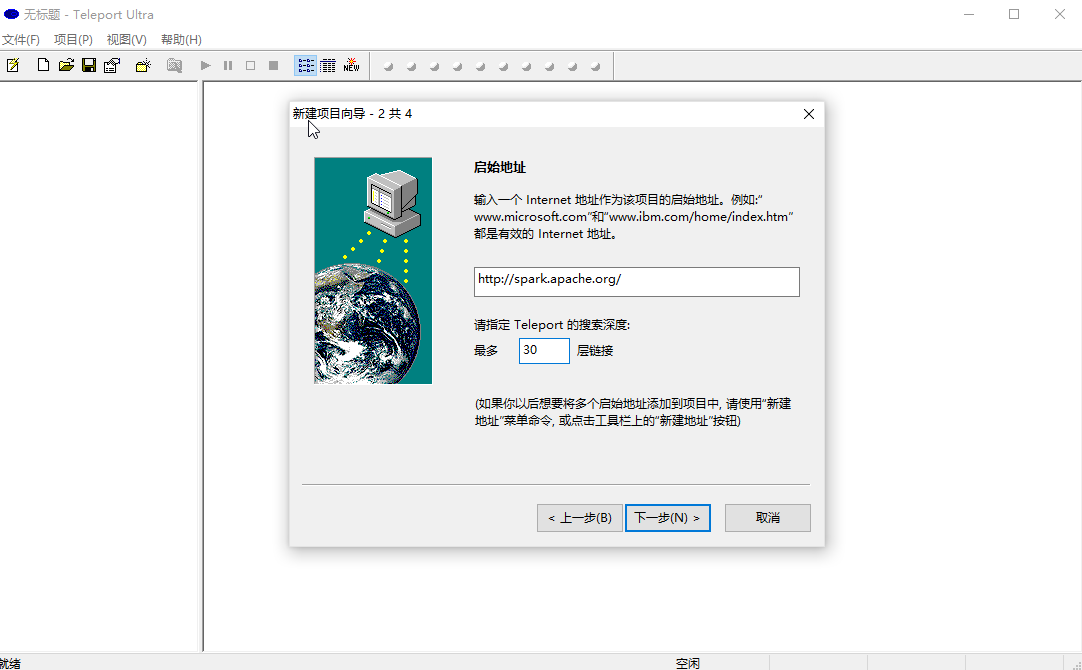 无标题 - Teleport Ultra
文件(F) 项目(P) 视图(V) 帮助(H)
NEW
新建项目向导 - 2 共 4
启始地址
输入一个 Internet 地址作为该项目的启始地址。例如:“
www.microsoft.com”和“www.ibm.com/home/index.htm”
都是有效的 Internet 地址。
http://spark.apache.org/
请指定 Teleport 的搜索深度:
最多 30 层链接
(如果你以后想要将多个启始地址添加到项目中, 请使用“新建
地址”菜单命令, 或点击工具栏上的“新建地址”按钮)
< 上一步(B) 下一步(N) > 取消
就绪 空闲